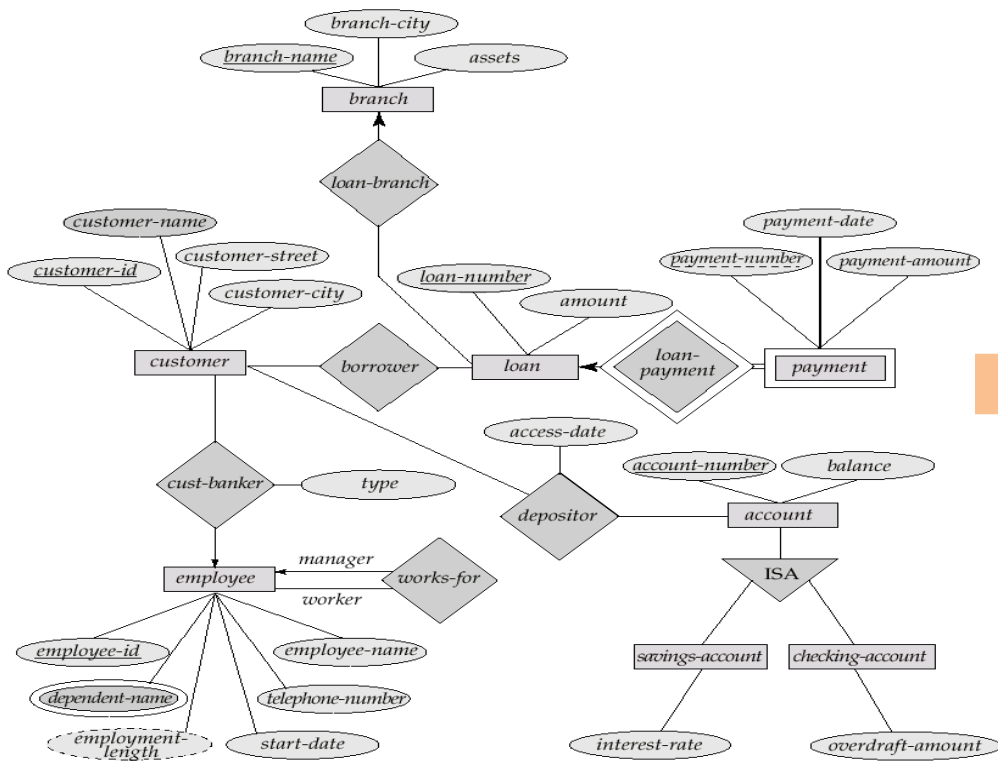 branch-city
branch-name
assets
branch
loan-branch
customer-name
customer-street
customer-id
customer-city
payment-date
loan-number
payment-number
payment-amount
amount
customer
borrower
loan
loan-
payment
payment
access-date
cust-banker
type
account-number
balance
depositor
account
manager
employee
works-for
worker
ISA
employee-id
employee-name
savings-account
checking-account
dependent-name
telephone-number
employment-
length
start-date
interest-rate
overdraft-amount